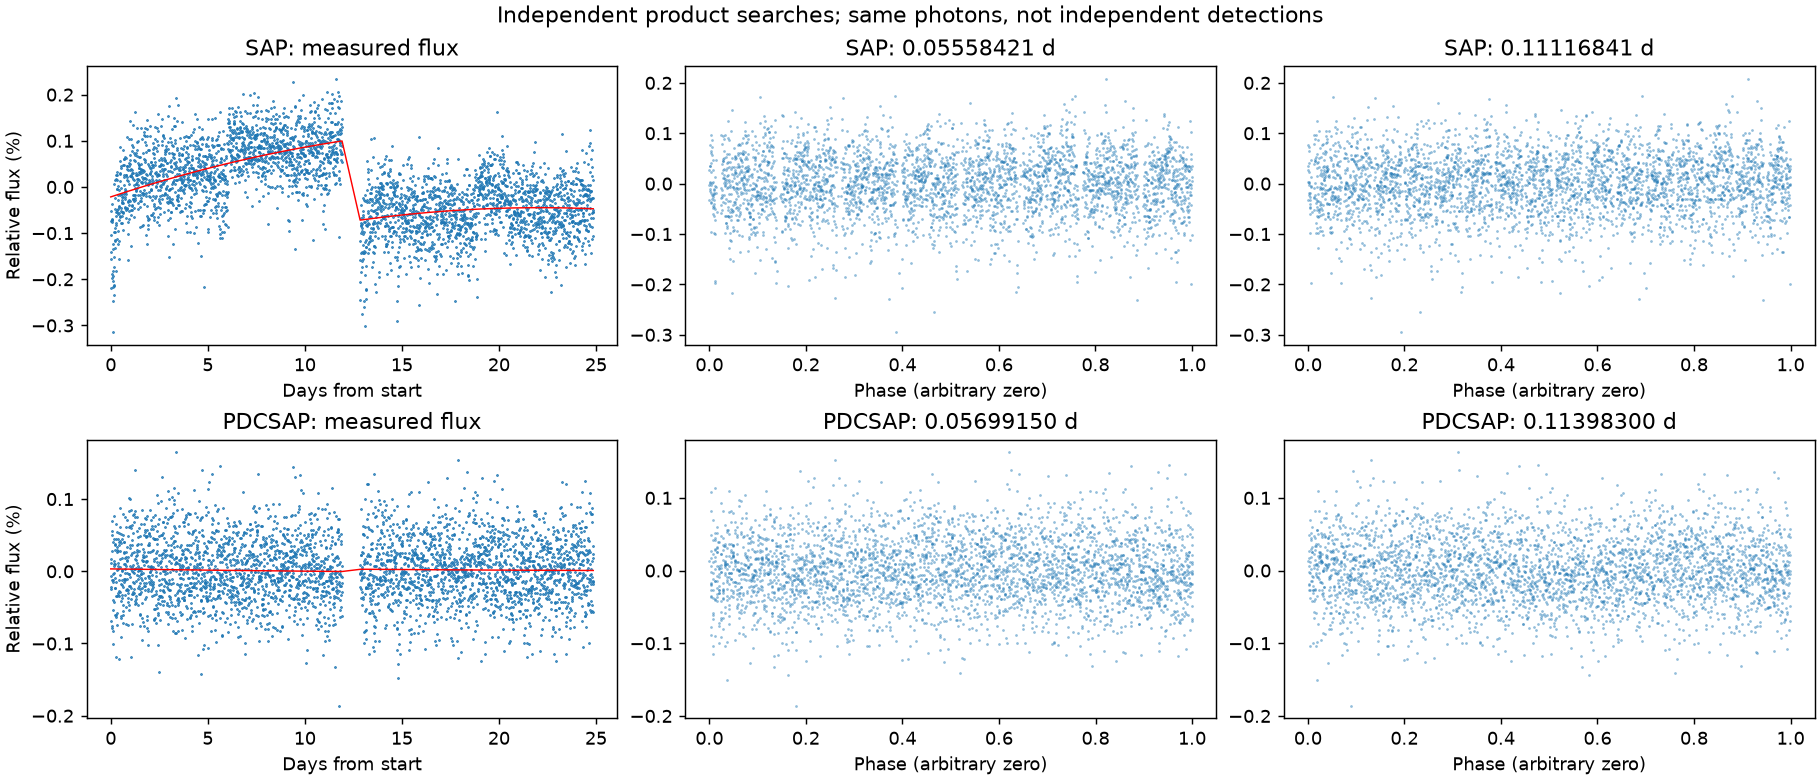 Independent product searches; same photons, not independent detections
SAP: measured flux
SAP: 0.05558421 d
SAP: 0.11116841 d
Relative flux (%)
0.2
0.1
0.0
−0.1
−0.2
−0.3
0.2
0.1
0.0
−0.1
−0.2
−0.3
0.2
0.1
0.0
−0.1
−0.2
−0.3
0 5 10 15 20 25
0.0 0.2 0.4 0.6 0.8 1.0
0.0 0.2 0.4 0.6 0.8 1.0
Days from start
Phase (arbitrary zero)
Phase (arbitrary zero)
PDCSAP: measured flux
PDCSAP: 0.05699150 d
PDCSAP: 0.11398300 d
Relative flux (%)
0.1
0.0
−0.1
−0.2
0.1
0.0
−0.1
−0.2
0.1
0.0
−0.1
−0.2
0 5 10 15 20 25
0.0 0.2 0.4 0.6 0.8 1.0
0.0 0.2 0.4 0.6 0.8 1.0
Days from start
Phase (arbitrary zero)
Phase (arbitrary zero)